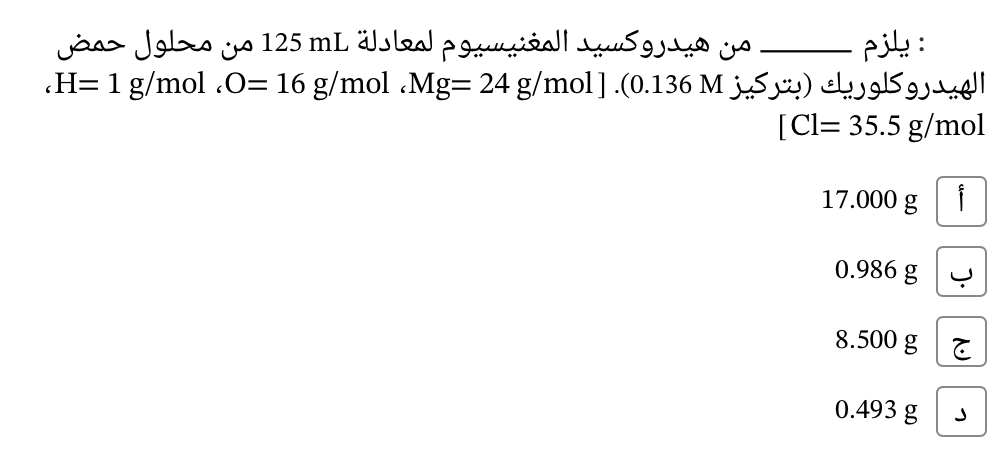 : يلزم ______ من هيدروكسيد المغنيسيوم لمعادلة 125 mL من محلول حمض
الهيدروكلوريك (بتركيز 0.136 M). [Mg= 24 g/mol، O= 16 g/mol، H= 1 g/mol،
Cl= 35.5 g/mol]
أ 17.000 g
ب 0.986 g
ج 8.500 g
د 0.493 g